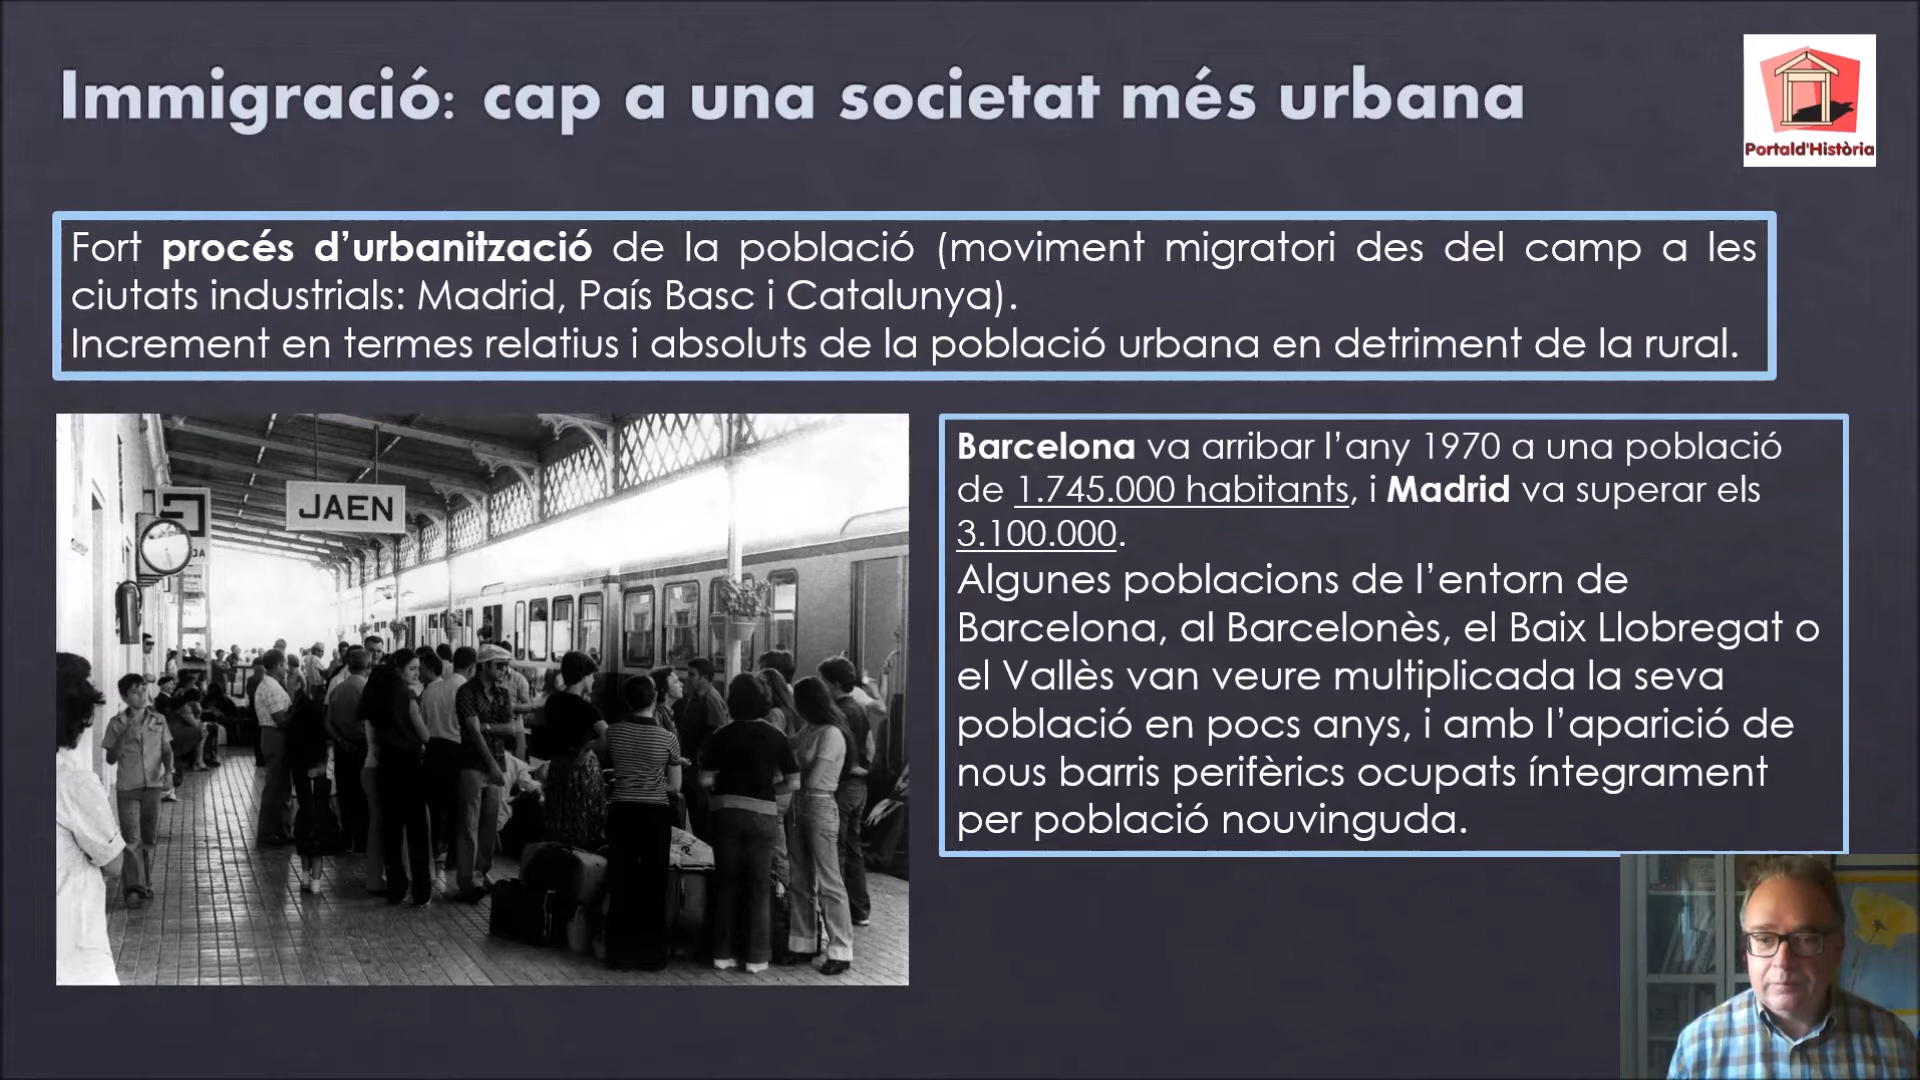 Immigració: cap a una societat més urbana
Portald'Història
Fort procés d’urbanització de la població (moviment migratori des del camp a les
ciutats industrials: Madrid, País Basc i Catalunya).
Increment en termes relatius i absoluts de la població urbana en detriment de la rural.
JAEN
Barcelona va arribar l’any 1970 a una població
de 1.745.000 habitants, i Madrid va superar els
3.100.000.
Algunes poblacions de l’entorn de
Barcelona, al Barcelonès, el Baix Llobregat o
el Vallès van veure multiplicada la seva
població en pocs anys, i amb l’aparició de
nous barris perifèrics ocupats íntegrament
per població nouvinguda.